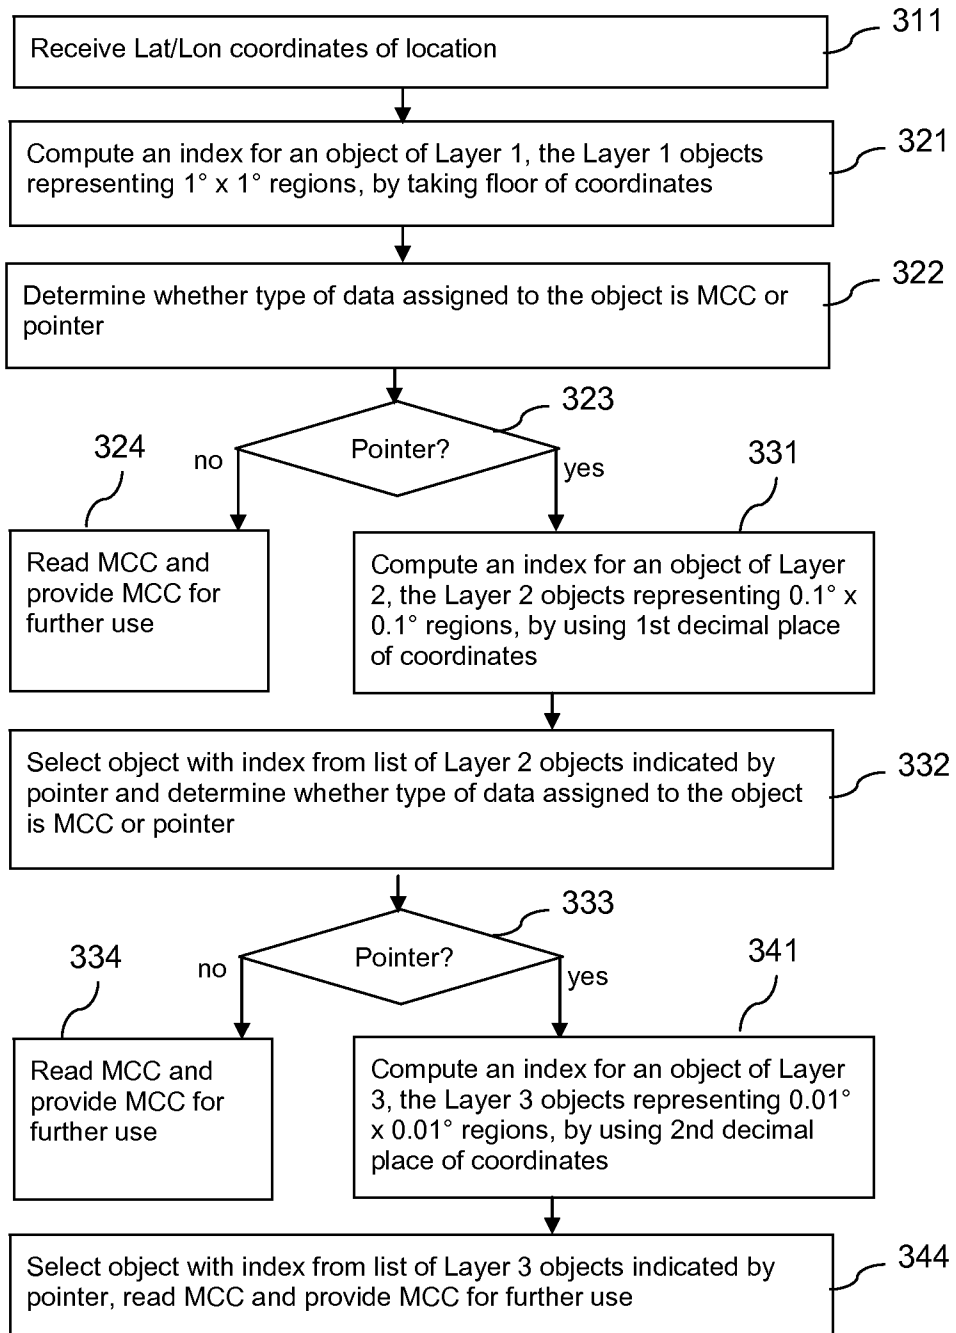 311
Receive Lat/Lon coordinates of location
321
Compute an index for an object of Layer 1, the Layer 1 objects
representing 1° x 1° regions, by taking floor of coordinates
322
Determine whether type of data assigned to the object is MCC or
pointer
323
Pointer?
no
yes
324
331
Read MCC and
provide MCC for
further use
Compute an index for an object of Layer
2, the Layer 2 objects representing 0.1° x
0.1° regions, by using 1st decimal place
of coordinates
332
Select object with index from list of Layer 2 objects indicated by
pointer and determine whether type of data assigned to the object
is MCC or pointer
333
Pointer?
no
yes
334
341
Read MCC and
provide MCC for
further use
Compute an index for an object of Layer
3, the Layer 3 objects representing 0.01°
x 0.01° regions, by using 2nd decimal
place of coordinates
344
Select object with index from list of Layer 3 objects indicated by
pointer, read MCC and provide MCC for further use